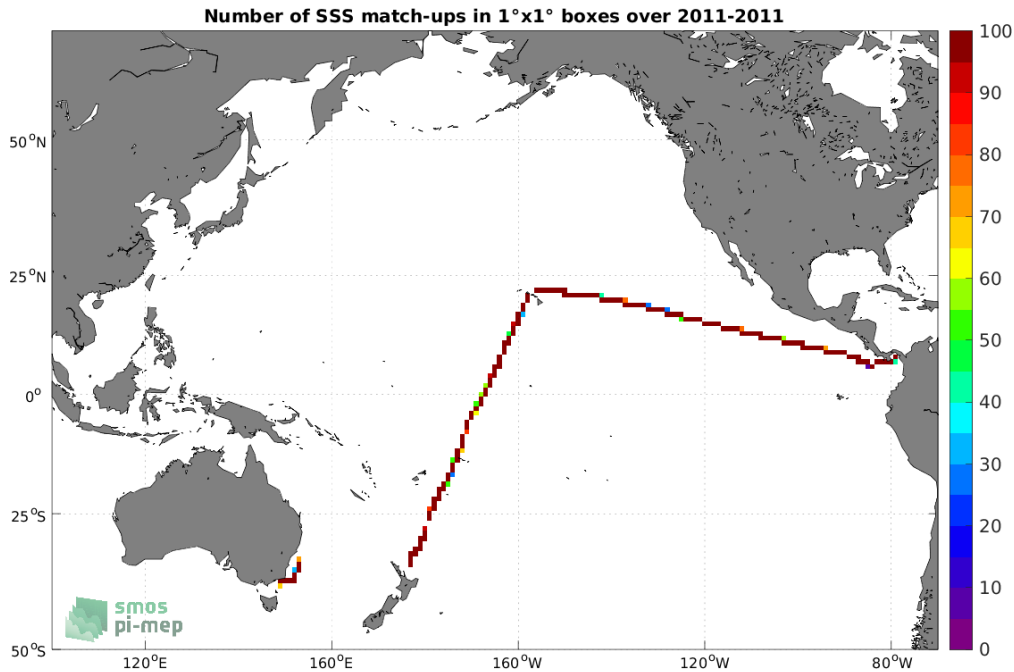 Number of SSS match-ups in 1°x1° boxes over 2011-2011
50°N
25°N
0°
25°S
50°S
120°E
160°E
160°W
120°W
80°W
100
90
80
70
60
50
40
30
20
10
0
smos
pi-mep